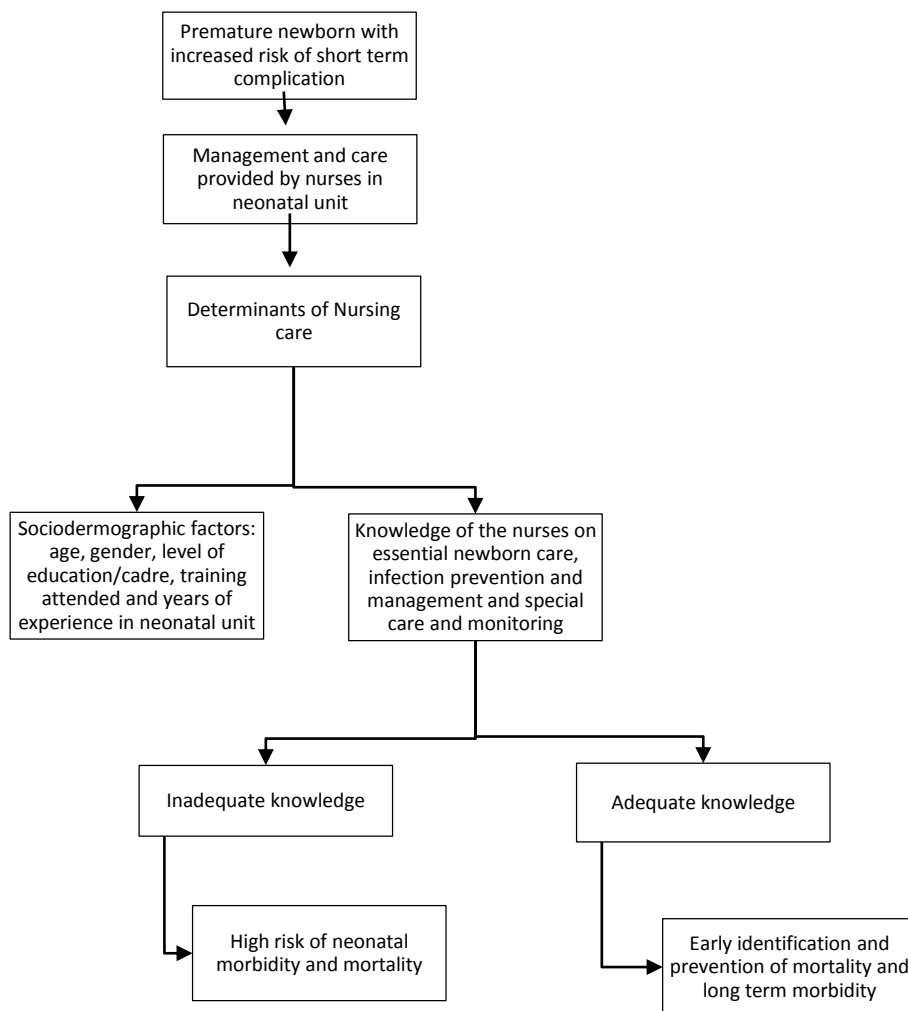 Premature newborn with
increased risk of short term
complication
Management and care
provided by nurses in
neonatal unit
Determinants of Nursing
care
Sociodermographic factors:
age, gender, level of
education/cadre, training
attended and years of
experience in neonatal unit
Knowledge of the nurses on
essential newborn care,
infection prevention and
management and special
care and monitoring
Inadequate knowledge
Adequate knowledge
High risk of neonatal
morbidity and mortality
Early identification and
prevention of mortality and
long term morbidity